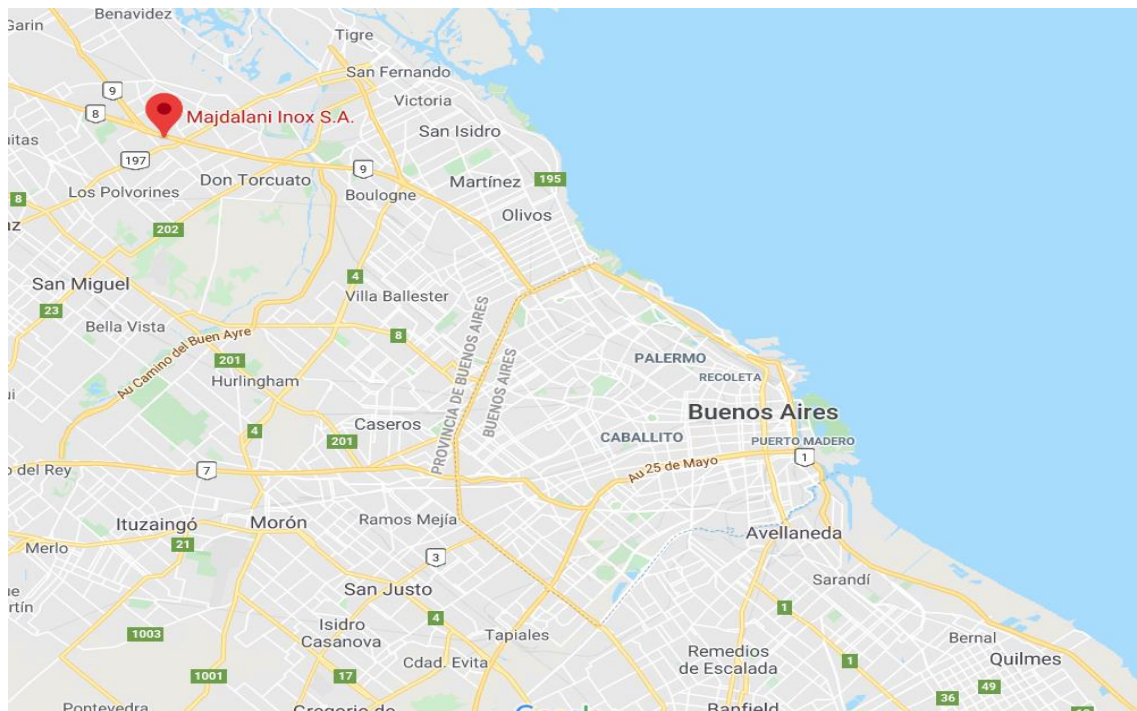 Benavidez
Garin
Tigre
San Fernando
9
Victoria
8
Majdalani Inox S.A.
San Isidro
197
9
Don Torcuato
Martínez
195
Los Polvorines
Boulogne
8
Olivos
202
San Miguel
4
Villa Ballester
23
Bella Vista
8
Au Camino del Buen Ayre
201
PROVINCIA DE BUENOS AIRES
BUENOS AIRES
PALERMO
RECOLETA
Hurlingham
Buenos Aires
Caseros
4
201
CABALLITO
PUERTO MADERO
1
Au 25 de Mayo
7
o del Rey
Ituzaingó
Morón
Ramos Mejía
Avellaneda
21
Merlo
3
Sarandí
San Justo
1
4
Isidro
Casanova
1003
Tapiales
Bernal
Remedios
de Escalada
1
Quilmes
Cdad. Evita
1001
17
49
36
Pontevedra